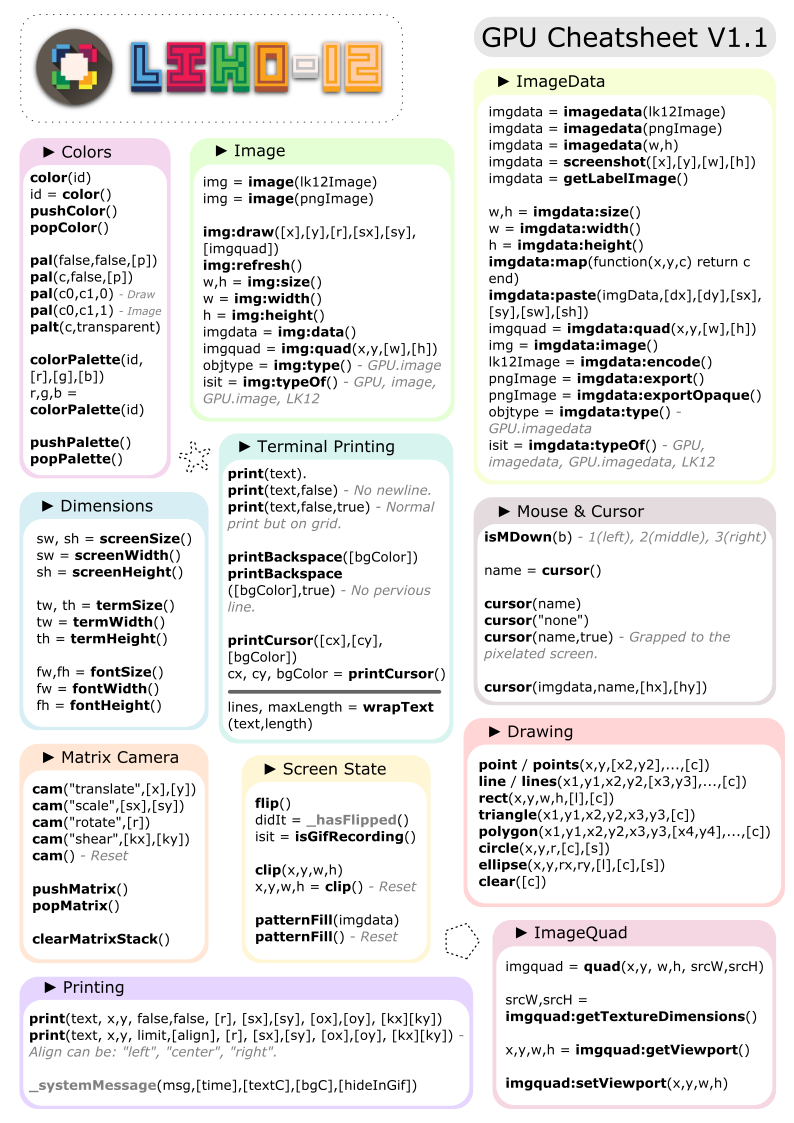 LIKO-12
GPU Cheatsheet V1.1
► Colors
color(id)
id = color()
pushColor()
popColor()
pal(false,false,[p])
pal(c,false,[p])
pal(c0,c1,0) - Draw
pal(c0,c1,1) - Image
palt(c,transparent)
colorPalette(id,
[r],[g],[b])
r,g,b =
colorPalette(id)
pushPalette()
popPalette()
► Image
img = image(lk12Image)
img = image(pngImage)
img:draw([x],[y],[r],[sx],[sy],
[imgquad])
img:refresh()
w,h = img:size()
w = img:width()
h = img:height()
imgdata = img:data()
imgquad = img:quad(x,y,[w],[h])
objtype = img:type() - GPU.image
isit = img:typeOf() - GPU, image,
GPU.image, LK12
► ImageData
imgdata = imagedata(lk12Image)
imgdata = imagedata(pngImage)
imgdata = imagedata(w,h)
imgdata = screenshot([x],[y],[w],[h])
imgdata = getLabelImage()
w,h = imgdata:size()
w = imgdata:width()
h = imgdata:height()
imgdata:map(function(x,y,c) return c
end)
imgdata:paste(imgData,[dx],[dy],[sx],
[sy],[sw],[sh])
imgquad = imgdata:quad(x,y,[w],[h])
img = imgdata:image()
lk12Image = imgdata:encode()
pngImage = imgdata:export()
pngImage = imgdata:exportOpaque()
objtype = imgdata:type() -
GPU.imagedata
isit = imgdata:typeOf() - GPU,
imagedata, GPU.imagedata, LK12
► Terminal Printing
print(text).
print(text,false) - No newline.
print(text,false,true) - Normal
print but on grid.
printBackspace([bgColor])
printBackspace
([bgColor],true) - No pervious
line.
printCursor([cx],[cy],
[bgColor])
cx, cy, bgColor = printCursor()
lines, maxLength = wrapText
(text,length)
► Dimensions
sw, sh = screenSize()
sw = screenWidth()
sh = screenHeight()
tw, th = termSize()
tw = termWidth()
th = termHeight()
fw,fh = fontSize()
fw = fontWidth()
fh = fontHeight()
► Mouse & Cursor
isMDown(b) - 1(left), 2(middle), 3(right)
name = cursor()
cursor(name)
cursor("none")
cursor(name,true) - Grapped to the
pixelated screen.
cursor(imgdata,name,[hx],[hy])
► Matrix Camera
cam("translate",[x],[y])
cam("scale",[sx],[sy])
cam("rotate",[r])
cam("shear",[kx],[ky])
cam() - Reset
pushMatrix()
popMatrix()
clearMatrixStack()
► Screen State
flip()
didIt = _hasFlipped()
isit = isGifRecording()
clip(x,y,w,h)
x,y,w,h = clip() - Reset
patternFill(imgdata)
patternFill() - Reset
► Drawing
point / points(x,y,[x2,y2],...,[c])
line / lines(x1,y1,x2,y2,[x3,y3],...,[c])
rect(x,y,w,h,[l],[c])
triangle(x1,y1,x2,y2,x3,y3,[c])
polygon(x1,y1,x2,y2,x3,y3,[x4,y4],...,[c])
circle(x,y,r,[c],[s])
ellipse(x,y,rx,ry,[l],[c],[s])
clear([c])
► ImageQuad
imgquad = quad(x,y, w,h, srcW,srcH)
srcW,srcH =
imgquad:getTextureDimensions()
x,y,w,h = imgquad:getViewport()
imgquad:setViewport(x,y,w,h)
► Printing
print(text, x,y, false,false, [r], [sx],[sy], [ox],[oy], [kx][ky])
print(text, x,y, limit,[align], [r], [sx],[sy], [ox],[oy], [kx][ky]) -
Align can be: "left", "center", "right".
_systemMessage(msg,[time],[textC],[bgC],[hideInGif])